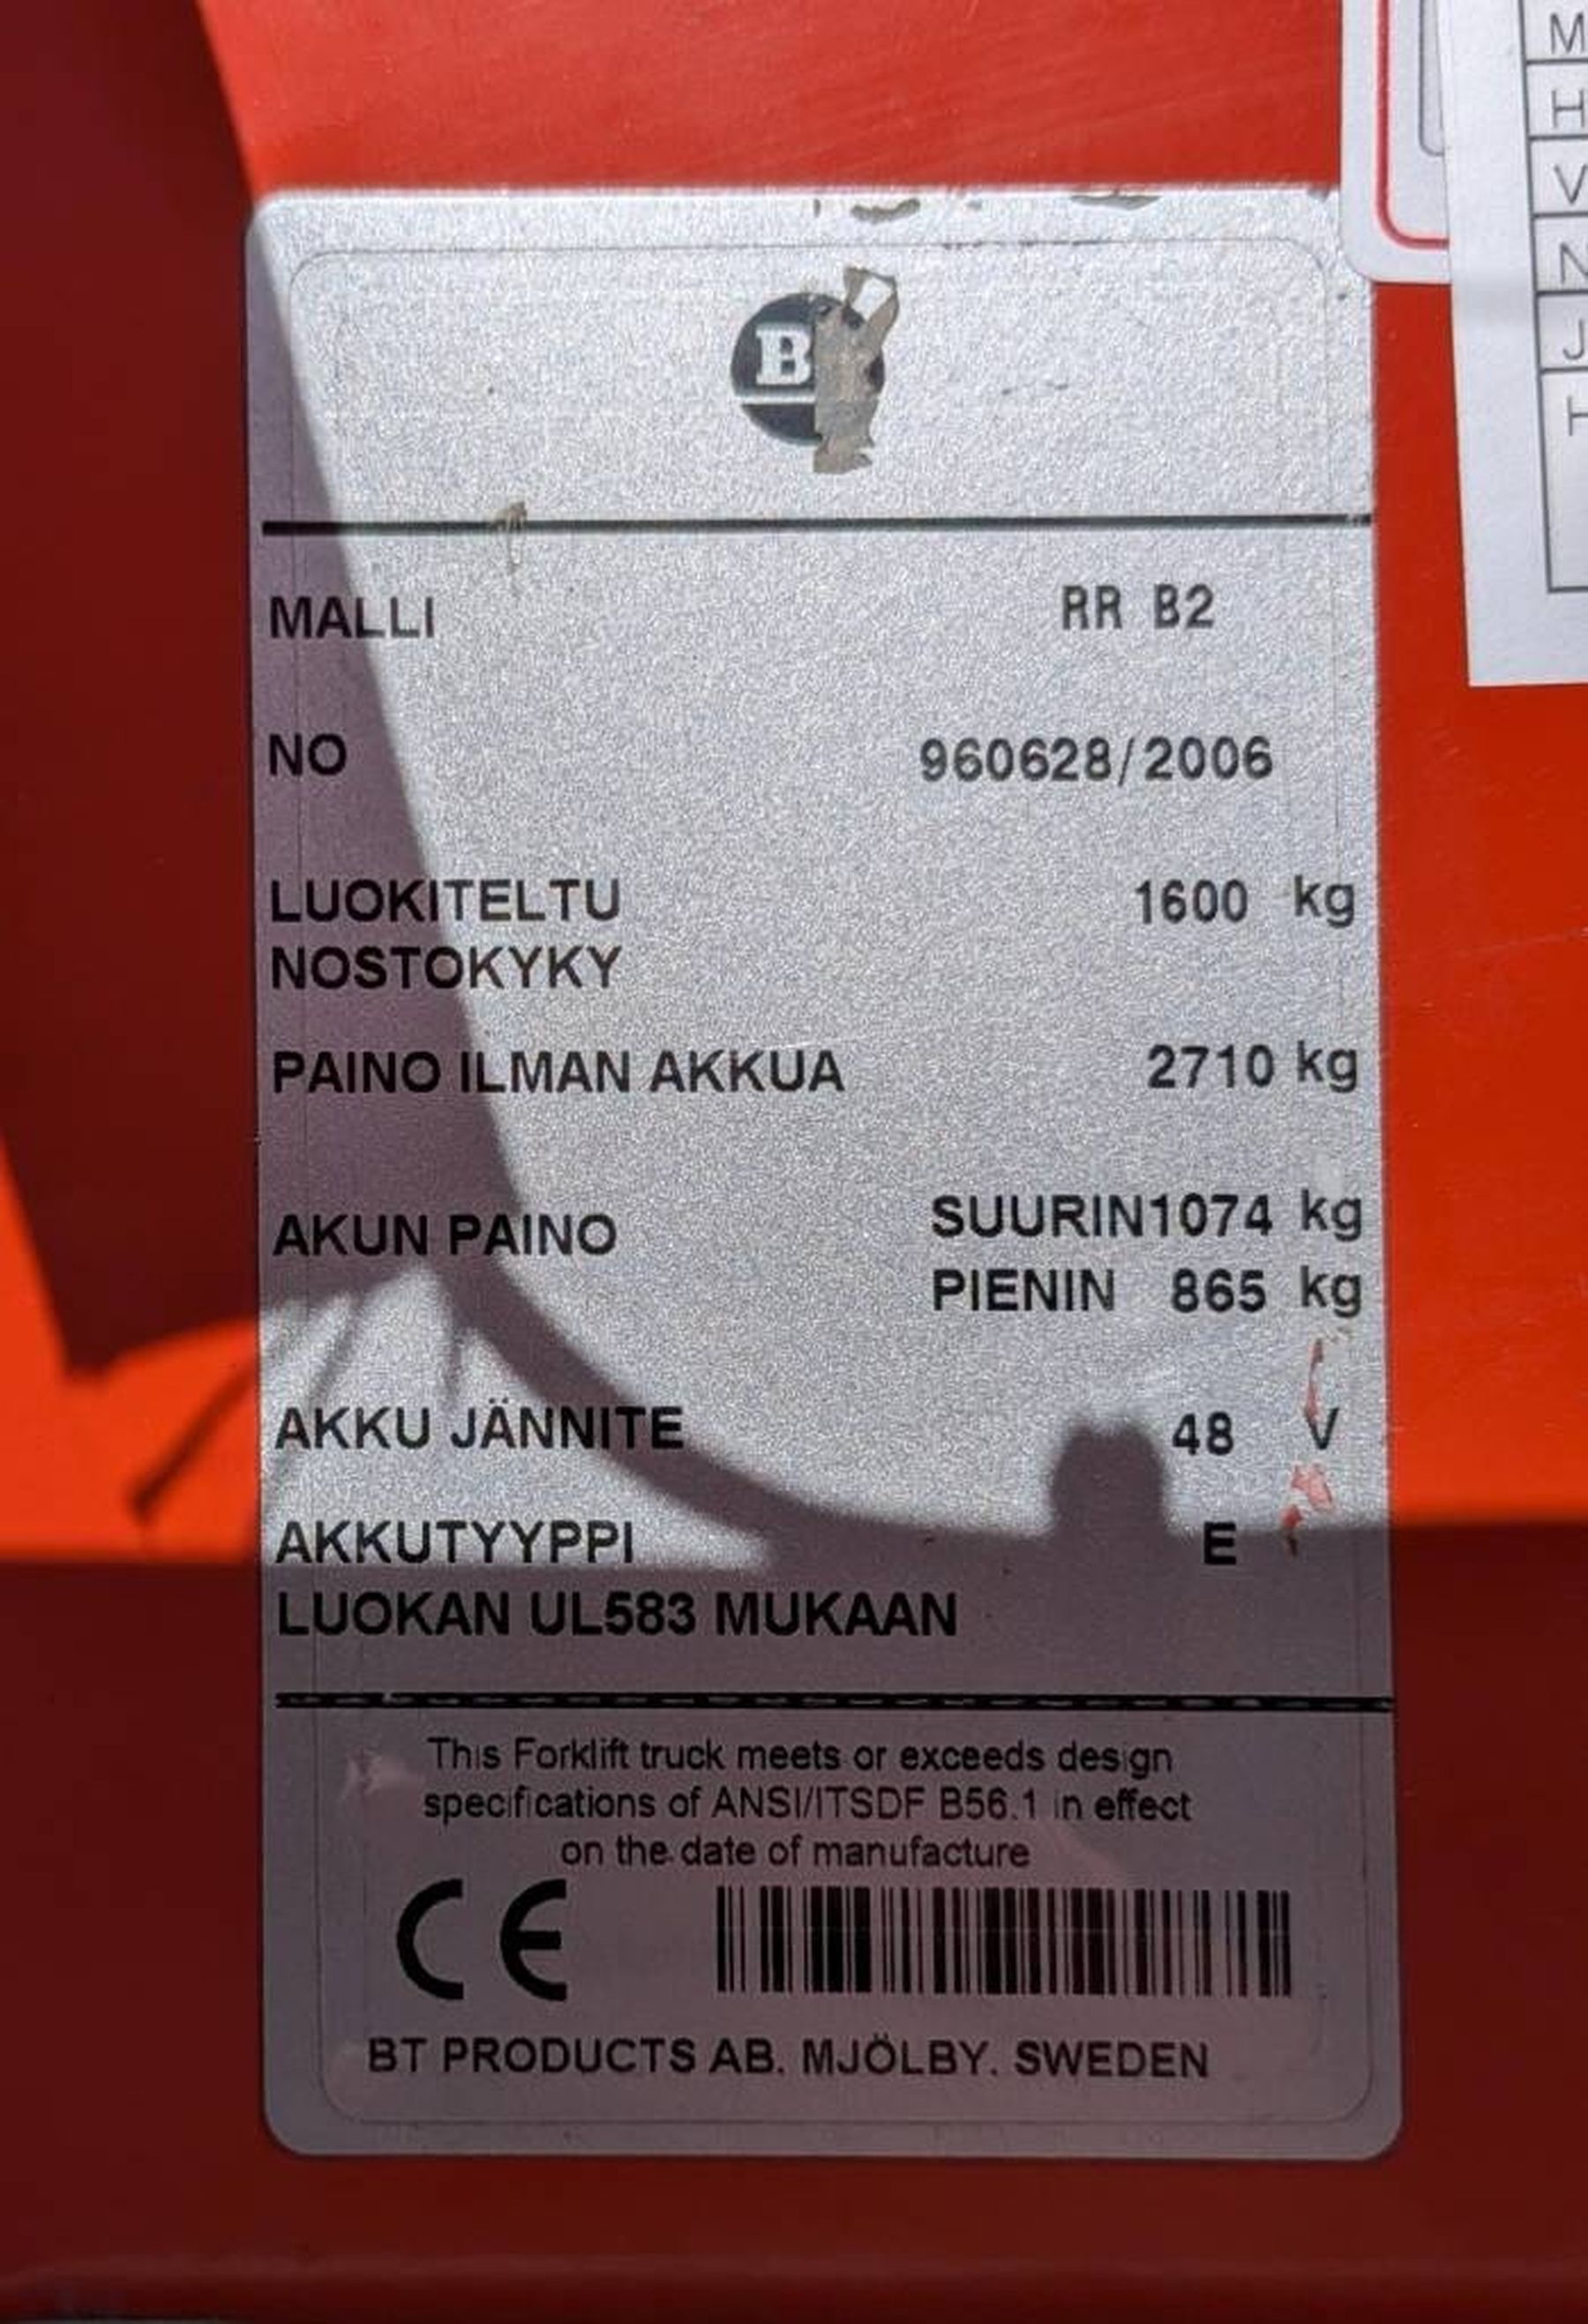 B
MALLI RR B2
NO 960628/2006
LUOKITELTU 1600 kg
NOSTOKYKY
PAINO ILMAN AKKUA 2710 kg
AKUN PAINO SUURIN 1074 kg
PIENIN 865 kg
AKKU JÄNNITE 48 V
AKKUTYYPPI E
LUOKAN UL583 MUKAAN
This Forklift truck meets or exceeds design
specifications of ANSI/ITSDF B56.1 in effect
on the date of manufacture
CE
BT PRODUCTS AB. MJÖLBY. SWEDEN
M
H
V
N
J